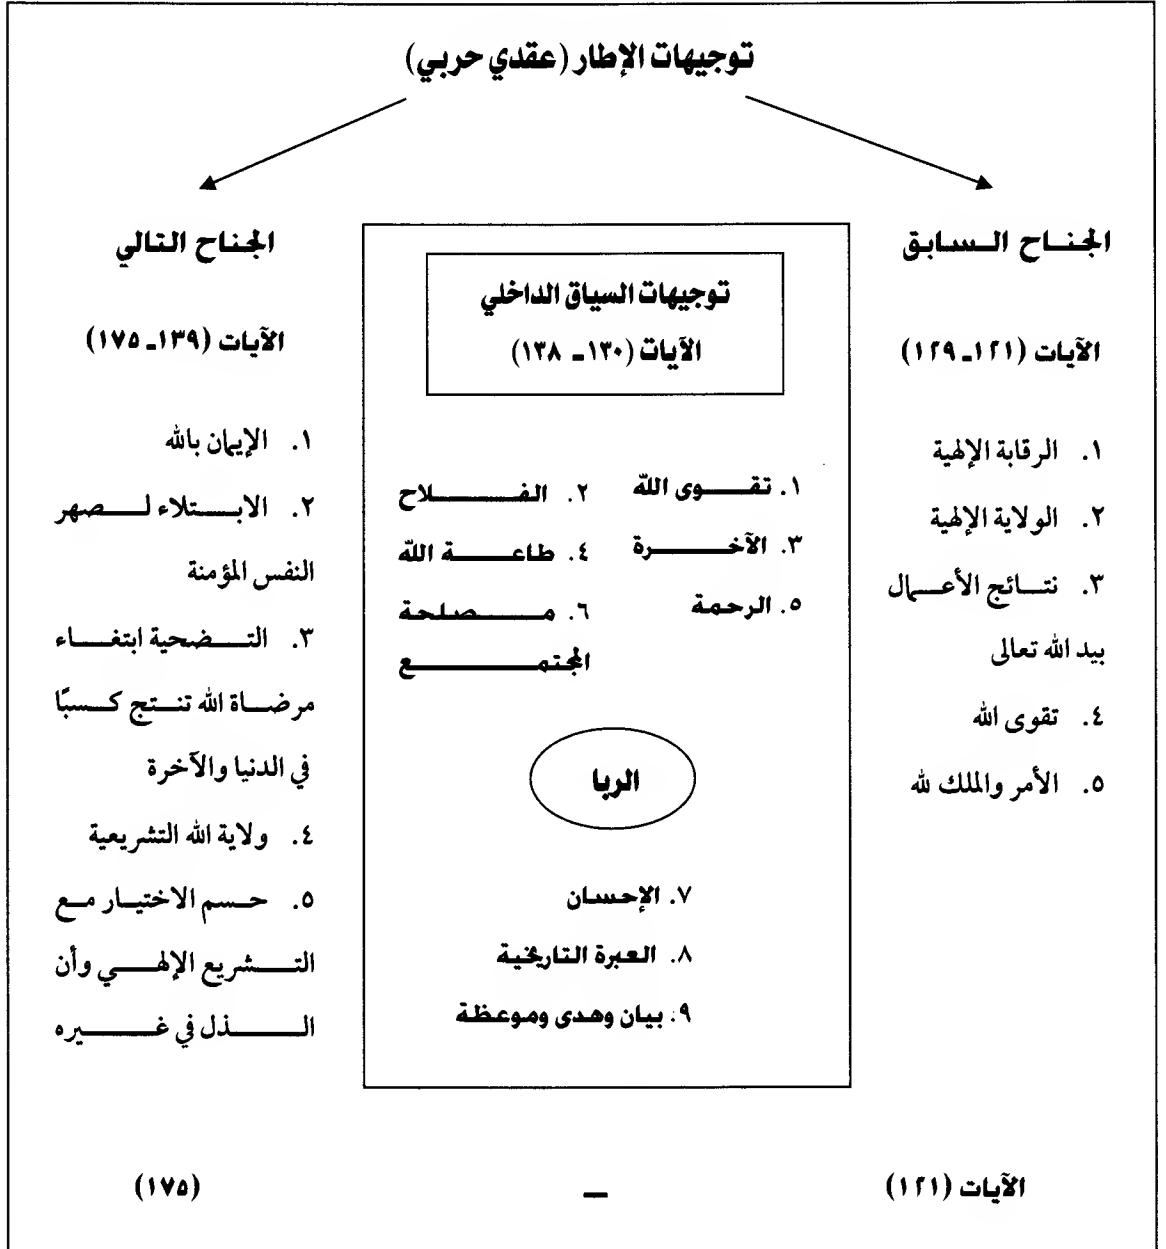 توجيهات الإطار (عقدي حربي)
الجناح السابق
الآيات (١٢١ـ ١٢٩)
١. الرقابة الإلهية
٢. الولاية الإلهية
٣. نتائج الأعمال
بيد الله تعالى
٤. تقوى الله
٥. الأمر والملك لله
توجيهات السياق الداخلي
الآيات (١٣٠ـ ١٣٨)
١. تقوى الله ٢. الفلاح
٣. الآخرة ٤. طاعة الله
٥. الرحمة ٦. مصلحة
المجتمع
الربا
٧. الإحسان
٨. العبرة التاريخية
٩. بيان وهدى وموعظة
الجناح التالي
الآيات (١٣٩ـ ١٧٥)
١. الإيمان بالله
٢. الابتلاء لصهر
النفس المؤمنة
٣. التضحية ابتغاء
مرضاة الله تنتج كسبًا
في الدنيا والآخرة
٤. ولاية الله التشريعية
٥. حسم الاختيار مع
التشريع الإلهي وأن
الذل في غيره
الآيات (١٢١) ـ (١٧٥)